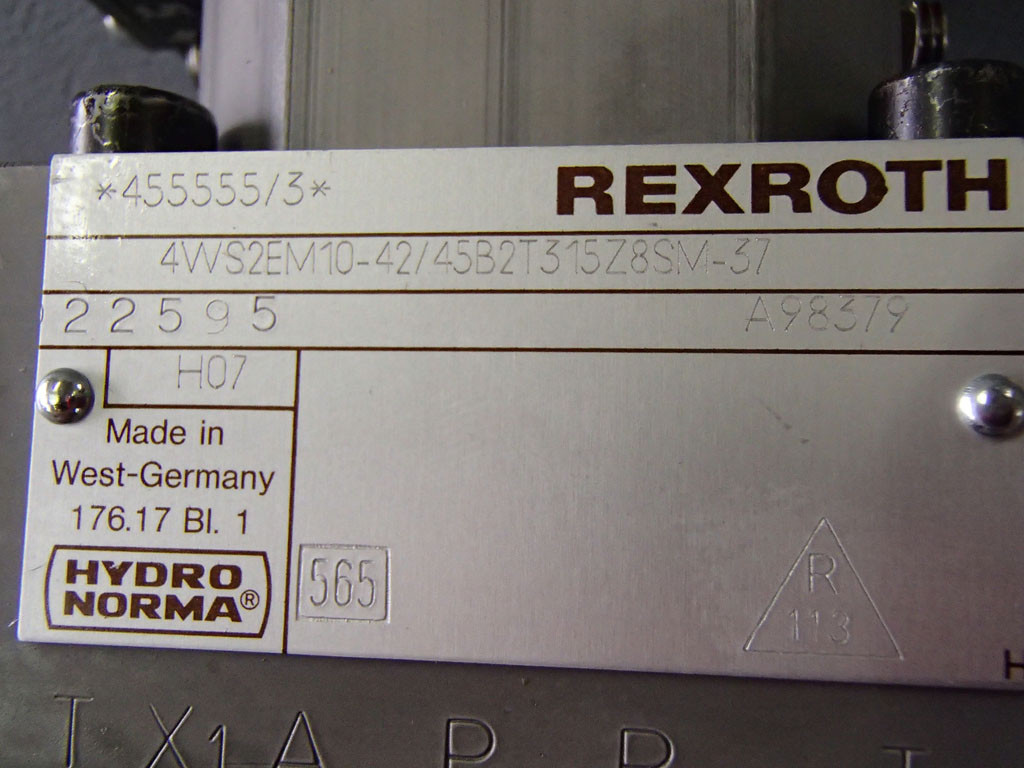 *455555/3*
REXROTH
4WS2EM10-42/45B2T315Z8SM-37
22595
A98379
H07
Made in
West-Germany
176.17 Bl. 1
HYDRO
NORMA®
565
R
113
H
T X1 A P